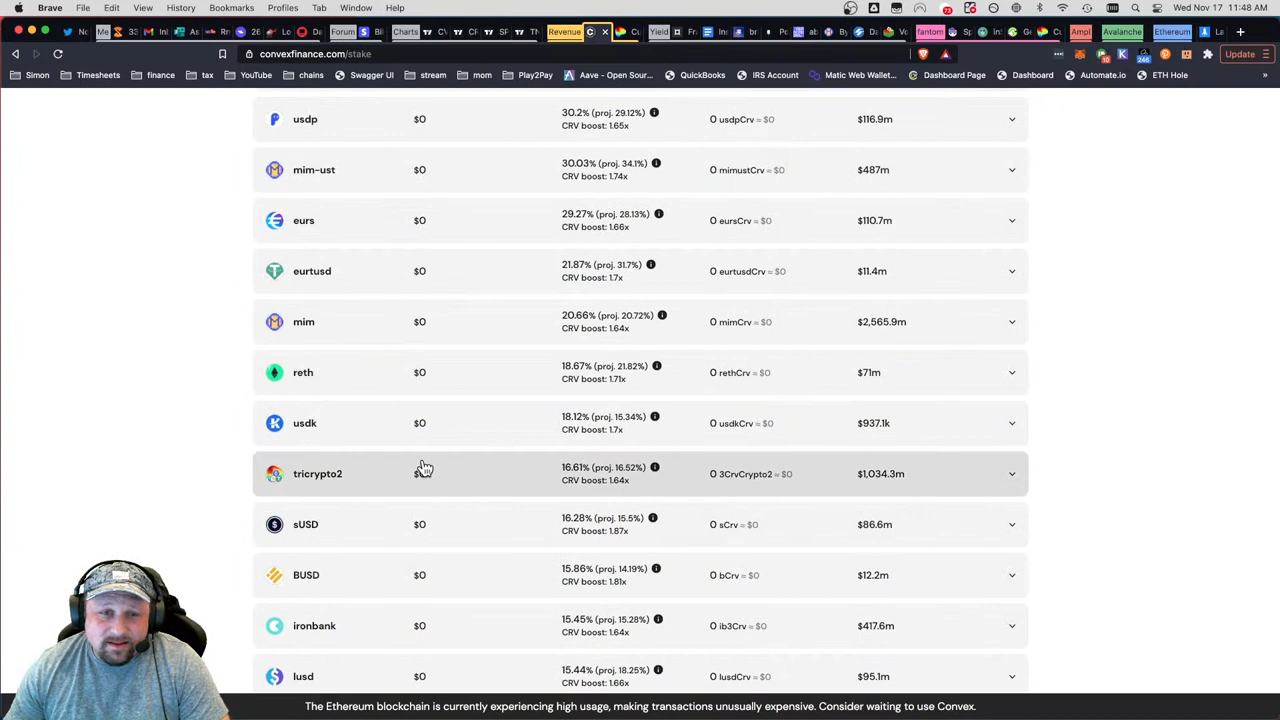 Brave File Edit View History Bookmarks Profiles Tab Window Help Wed Nov 17 11:48 AM
Forum Charts Revenue Yield fantom Ampl Avalanche Ethereum
convexfinance.com/stake Update
Simon Timesheets finance tax YouTube chains Swagger UI stream mom Play2Pay Aave - Open Sour... QuickBooks IRS Account Matic Web Wallet... Dashboard Page Dashboard Automate.io ETH Hole
usdp $0 30.2% (proj. 29.12%) 0 usdpCrv ≈ $0 $116.9m
CRV boost: 1.65x
mim-ust $0 30.03% (proj. 34.1%) 0 mimustCrv ≈ $0 $487m
CRV boost: 1.74x
eurs $0 29.27% (proj. 28.13%) 0 eursCrv ≈ $0 $110.7m
CRV boost: 1.66x
eurtusd $0 21.87% (proj. 31.7%) 0 eurtusdCrv ≈ $0 $11.4m
CRV boost: 1.7x
mim $0 20.66% (proj. 20.72%) 0 mimCrv ≈ $0 $2,565.9m
CRV boost: 1.64x
reth $0 18.67% (proj. 21.82%) 0 rethCrv ≈ $0 $71m
CRV boost: 1.71x
usdk $0 18.12% (proj. 15.34%) 0 usdkCrv ≈ $0 $937.1k
CRV boost: 1.7x
tricrypto2 16.61% (proj. 16.52%) 0 3CrvCrypto2 ≈ $0 $1,034.3m
CRV boost: 1.64x
sUSD $0 16.28% (proj. 15.5%) 0 sCrv ≈ $0 $86.6m
CRV boost: 1.87x
BUSD $0 15.86% (proj. 14.19%) 0 bCrv ≈ $0 $12.2m
CRV boost: 1.81x
ironbank $0 15.45% (proj. 15.28%) 0 ib3Crv ≈ $0 $417.6m
CRV boost: 1.64x
lusd $0 15.44% (proj. 18.25%) 0 lusdCrv ≈ $0 $95.1m
CRV boost: 1.66x
The Ethereum blockchain is currently experiencing high usage, making transactions unusually expensive. Consider waiting to use Convex.